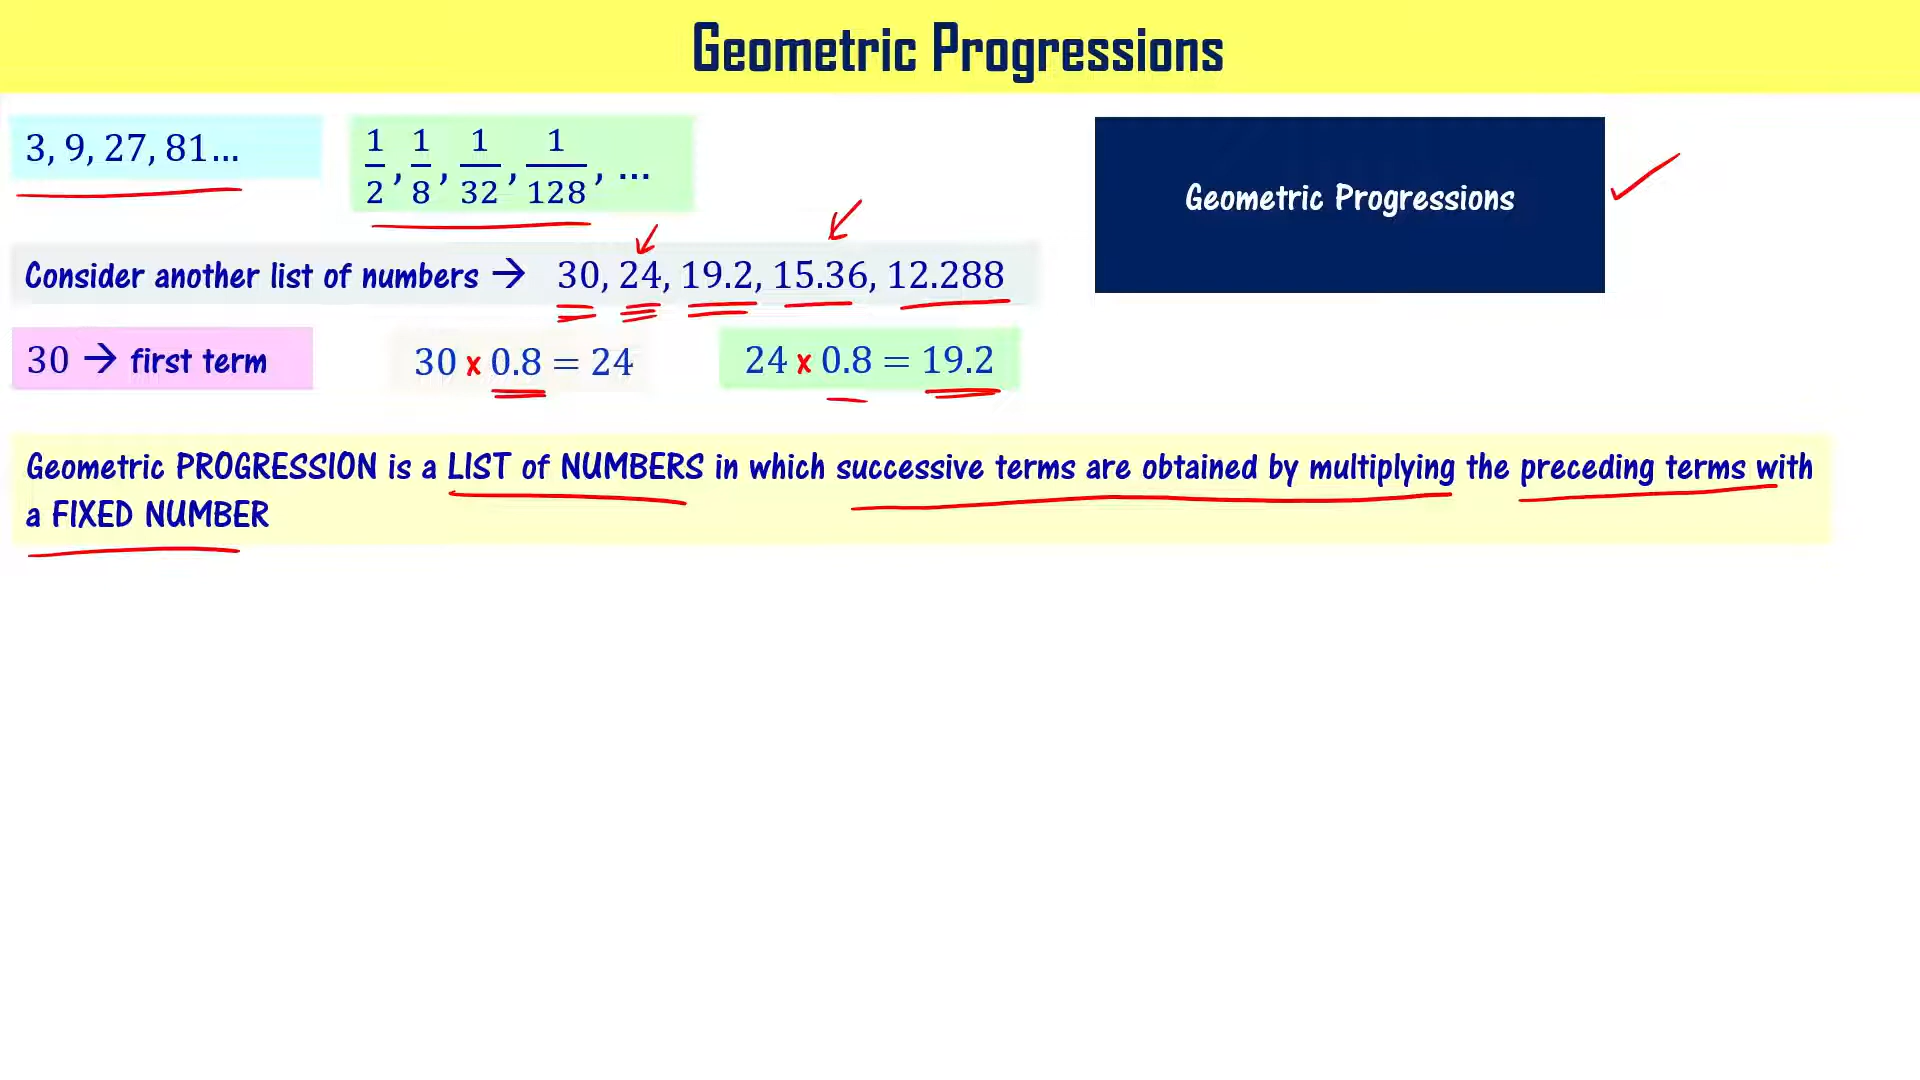 Geometric Progressions
3, 9, 27, 81...
1/2, 1/8, 1/32, 1/128, ...
Geometric Progressions
Consider another list of numbers → 30, 24, 19.2, 15.36, 12.288
30 → first term
30 x 0.8 = 24
24 x 0.8 = 19.2
Geometric PROGRESSION is a LIST of NUMBERS in which successive terms are obtained by multiplying the preceding terms with
a FIXED NUMBER